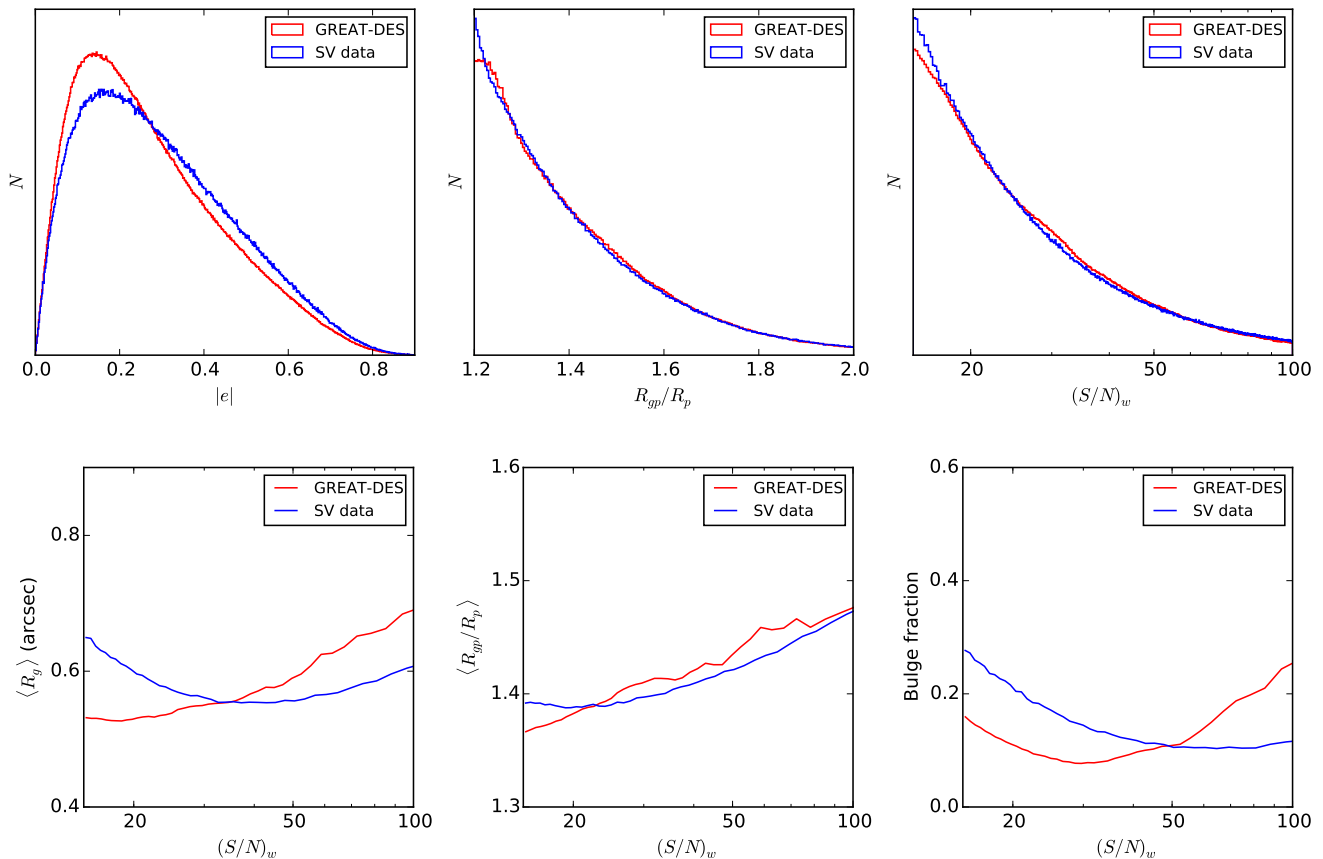 GREAT-DES
SV data
N
0.0 0.2 0.4 0.6 0.8
|e|
GREAT-DES
SV data
N
1.2 1.4 1.6 1.8 2.0
R_{gp}/R_p
GREAT-DES
SV data
N
20 50 100
(S/N)_w
0.8
0.6
0.4
⟨R_g⟩ (arcsec)
GREAT-DES
SV data
20 50 100
(S/N)_w
1.6
1.5
1.4
1.3
⟨R_{gp}/R_p⟩
GREAT-DES
SV data
20 50 100
(S/N)_w
0.6
0.4
0.2
0.0
Bulge fraction
GREAT-DES
SV data
20 50 100
(S/N)_w